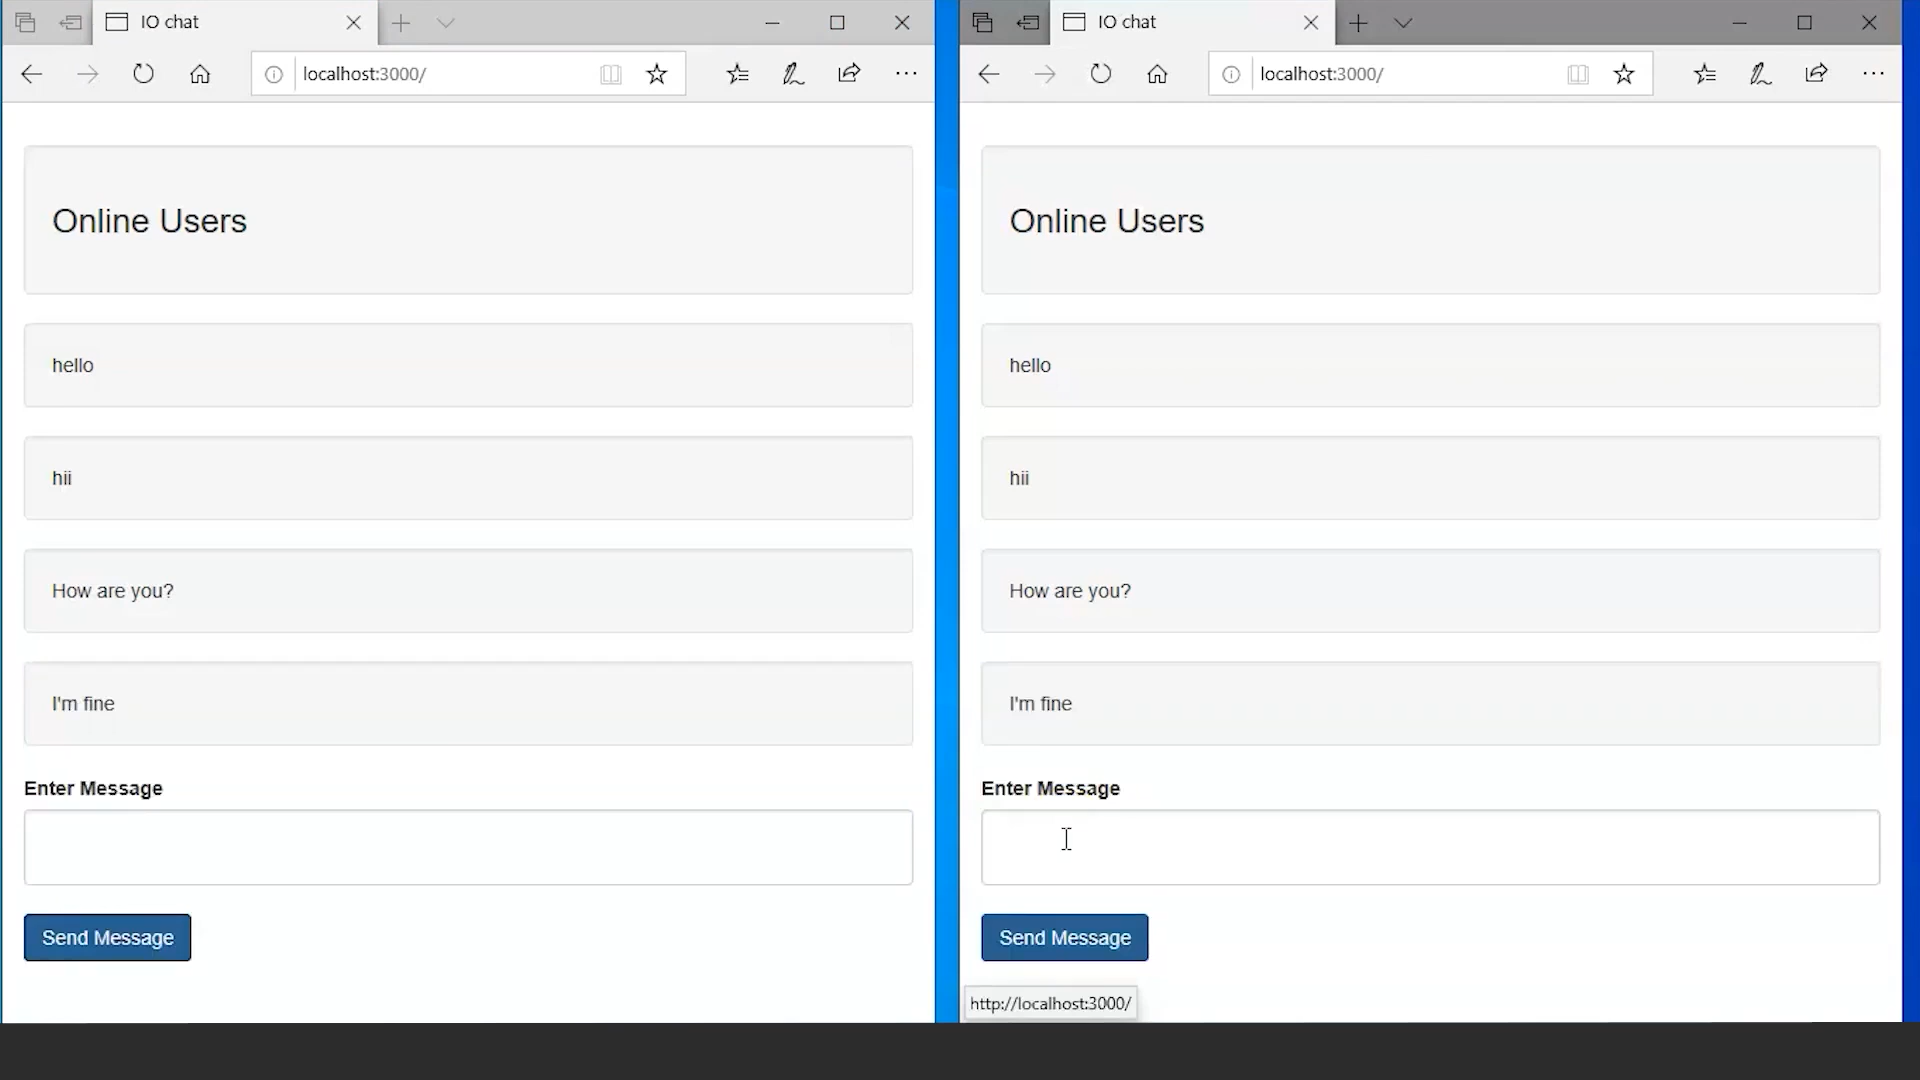 IO chat
localhost:3000/
Online Users
hello
hii
How are you?
I'm fine
Enter Message
Send Message
IO chat
localhost:3000/
Online Users
hello
hii
How are you?
I'm fine
Enter Message
Send Message
http://localhost:3000/